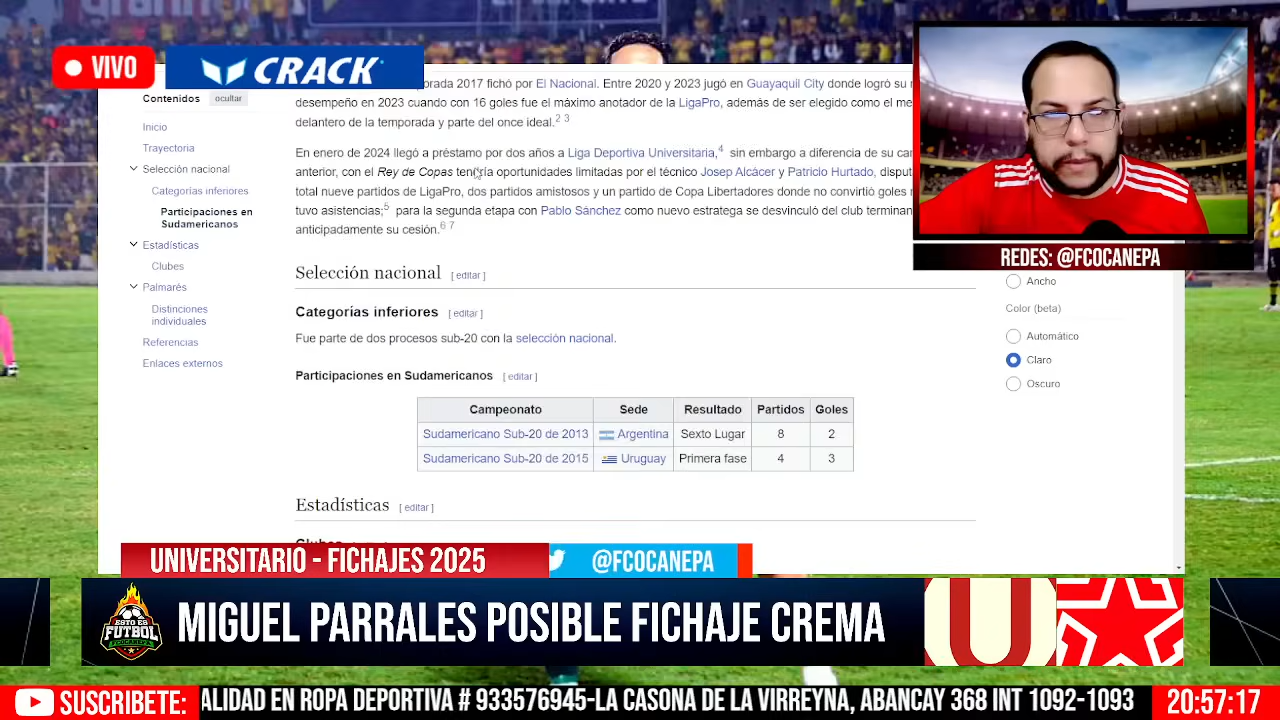 VIVO
CRACK
Contenidos ocultar
Inicio
Trayectoria
Selección nacional
Categorías inferiores
Participaciones en
Sudamericanos
Estadísticas
Clubes
Palmarés
Distinciones
individuales
Referencias
Enlaces externos
porada 2017 fichó por El Nacional. Entre 2020 y 2023 jugó en Guayaquil City donde logró su
desempeño en 2023 cuando con 16 goles fue el máximo anotador de la LigaPro, además de ser elegido como el me
delantero de la temporada y parte del once ideal.2 3
En enero de 2024 llegó a préstamo por dos años a Liga Deportiva Universitaria,4 sin embargo a diferencia de su
anterior, con el Rey de Copas tendría oportunidades limitadas por el técnico Josep Alcácer y Patricio Hurtado,
total nueve partidos de LigaPro, dos partidos amistosos y un partido de Copa Libertadores donde no convirtió goles
tuvo asistencias;5 para la segunda etapa con Pablo Sánchez como nuevo estratega se desvinculó del club
anticipadamente su cesión.6 7
Selección nacional [ editar ]
Categorías inferiores [ editar ]
Fue parte de dos procesos sub-20 con la selección nacional.
Participaciones en Sudamericanos [ editar ]
Campeonato Sede Resultado Partidos Goles
Sudamericano Sub-20 de 2013 Argentina Sexto Lugar 8 2
Sudamericano Sub-20 de 2015 Uruguay Primera fase 4 3
Estadísticas [ editar ]
REDES: @FCOCANEPA
Ancho
Color (beta)
Automático
Claro
Oscuro
UNIVERSITARIO - FICHAJES 2025
@FCOCANEPA
ESTO ES
FUTBOL
FCOCANEPA
MIGUEL PARRALES POSIBLE FICHAJE CREMA
U
SUSCRIBETE:
ALIDAD EN ROPA DEPORTIVA # 933576945-LA CASONA DE LA VIRREYNA, ABANCAY 368 INT 1092-1093
20:57:17